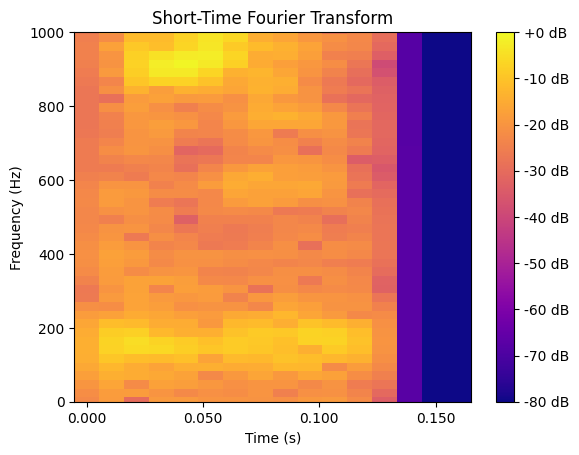 Short-Time Fourier Transform
Frequency (Hz)
1000
800
600
400
200
0
0.000
0.050
0.100
0.150
Time (s)
+0 dB
-10 dB
-20 dB
-30 dB
-40 dB
-50 dB
-60 dB
-70 dB
-80 dB